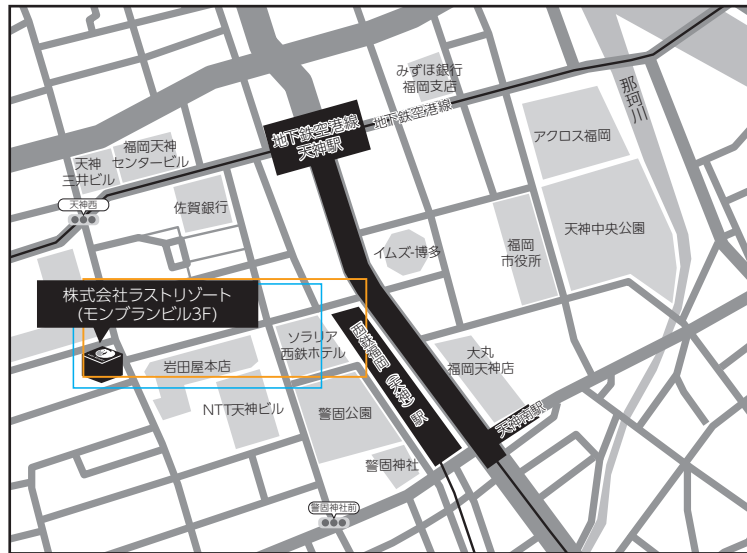 みずほ銀行
福岡支店
那珂川
地下鉄空港線
地下鉄空港線
天神駅
アクロス福岡
福岡天神
センタービル
天神
三井ビル
天神西
佐賀銀行
イムズ-博多
福岡
市役所
天神中央公園
株式会社ラストリゾート
(モンブランビル3F)
ソラリア
西鉄ホテル
西鉄福岡（天神）駅
大丸
福岡天神店
岩田屋本店
NTT天神ビル
警固公園
天神南駅
警固神社
警固神社前